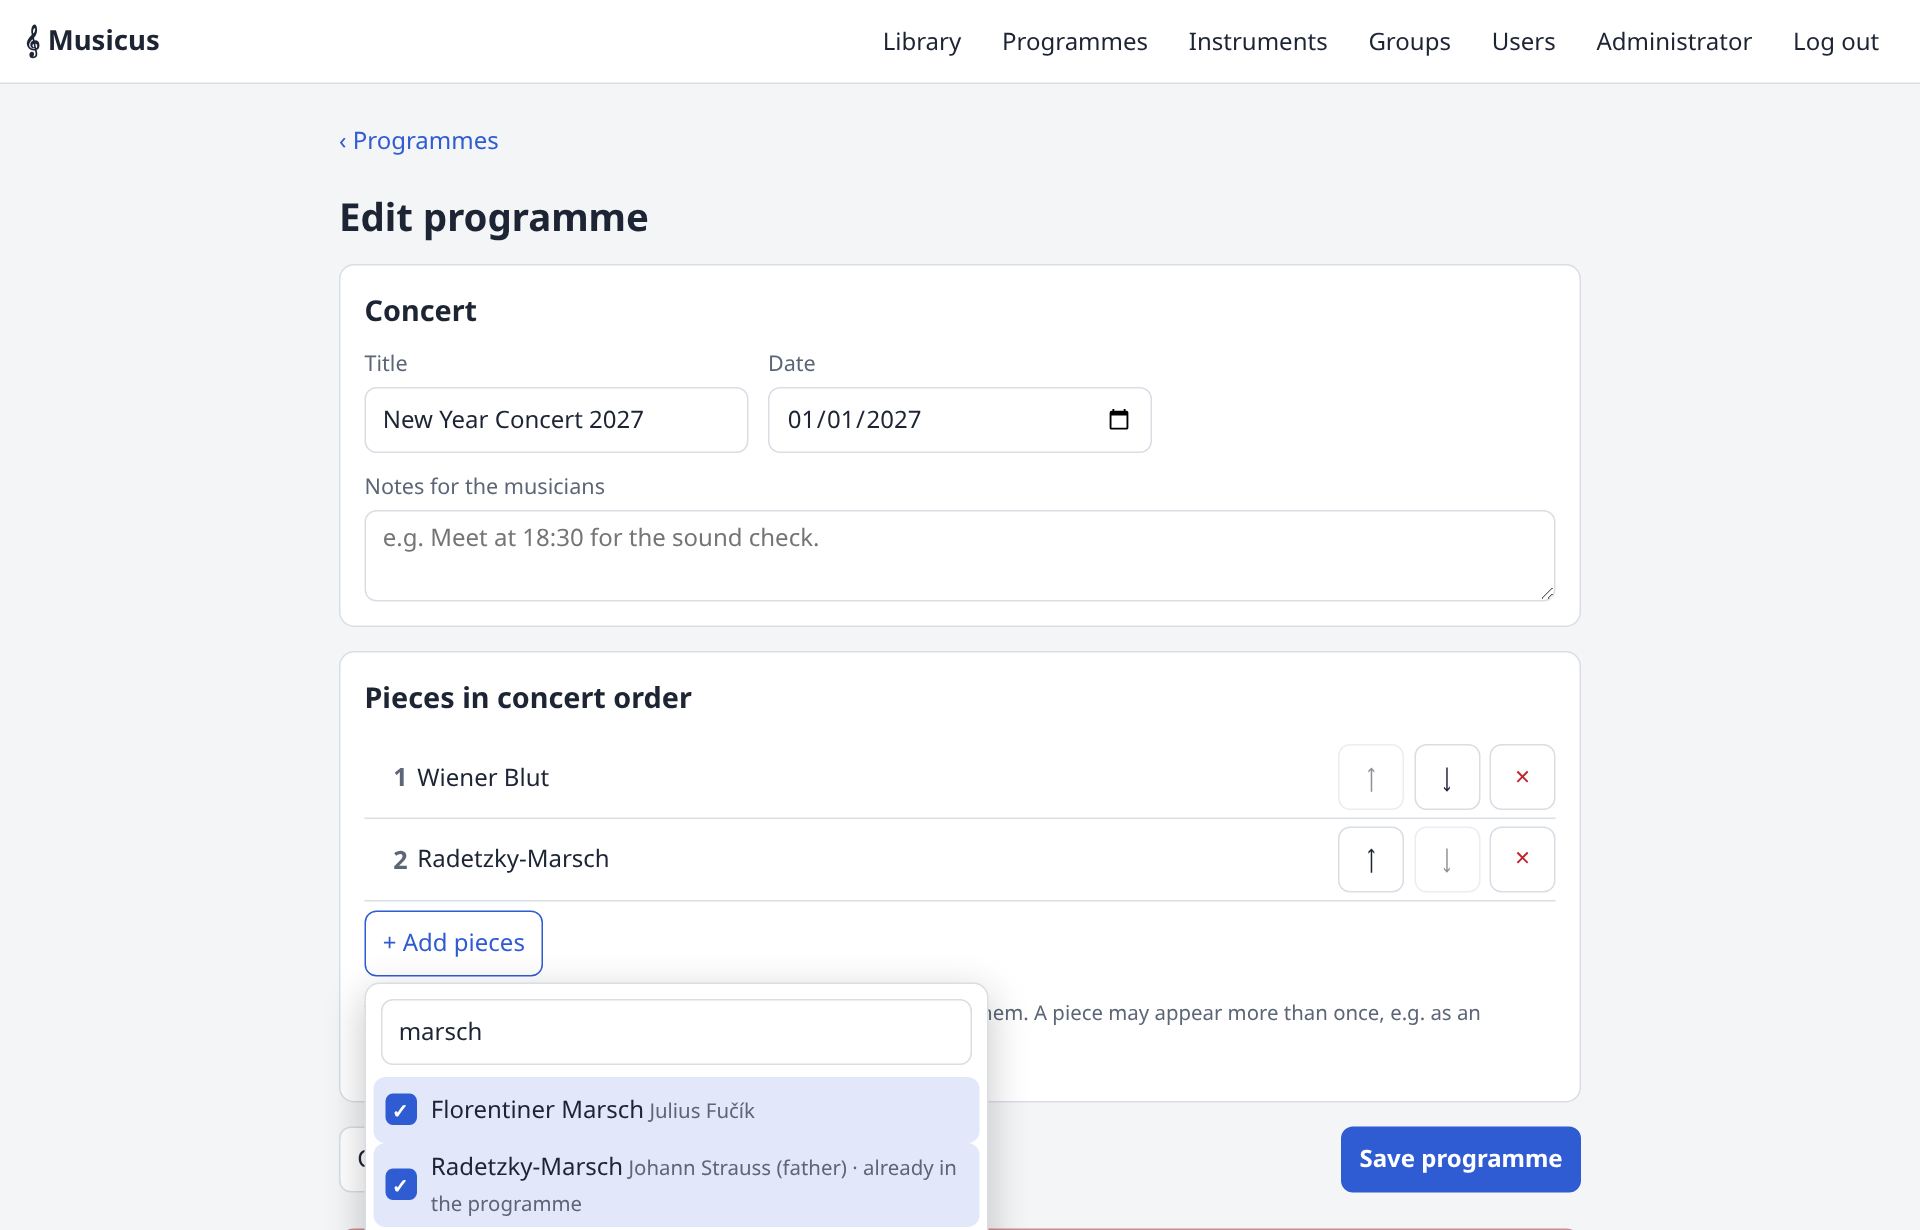 Musicus
Library Programmes Instruments Groups Users Administrator Log out
‹ Programmes
Edit programme
Concert
Title Date
New Year Concert 2027 01/01/2027
Notes for the musicians
e.g. Meet at 18:30 for the sound check.
Pieces in concert order
1 Wiener Blut ↑ ↓ ×
2 Radetzky-Marsch ↑ ↓ ×
+ Add pieces
A piece may appear more than once, e.g. as an
marsch
✓ Florentiner Marsch Julius Fučík
✓ Radetzky-Marsch Johann Strauss (father) · already in
the programme
Save programme